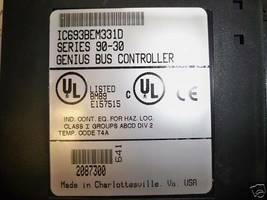 IC693BEM331D
SERIES 90-30
GENIUS BUS CONTROLLER
UL LISTED C UL
8M89
E157515
IND. CONT. EQ. FOR HAZ. LOC.
CLASS I GROUPS ABCD DIV 2
TEMP. CODE T4A
641
2087300
Made in Charlottesville, Va. USA